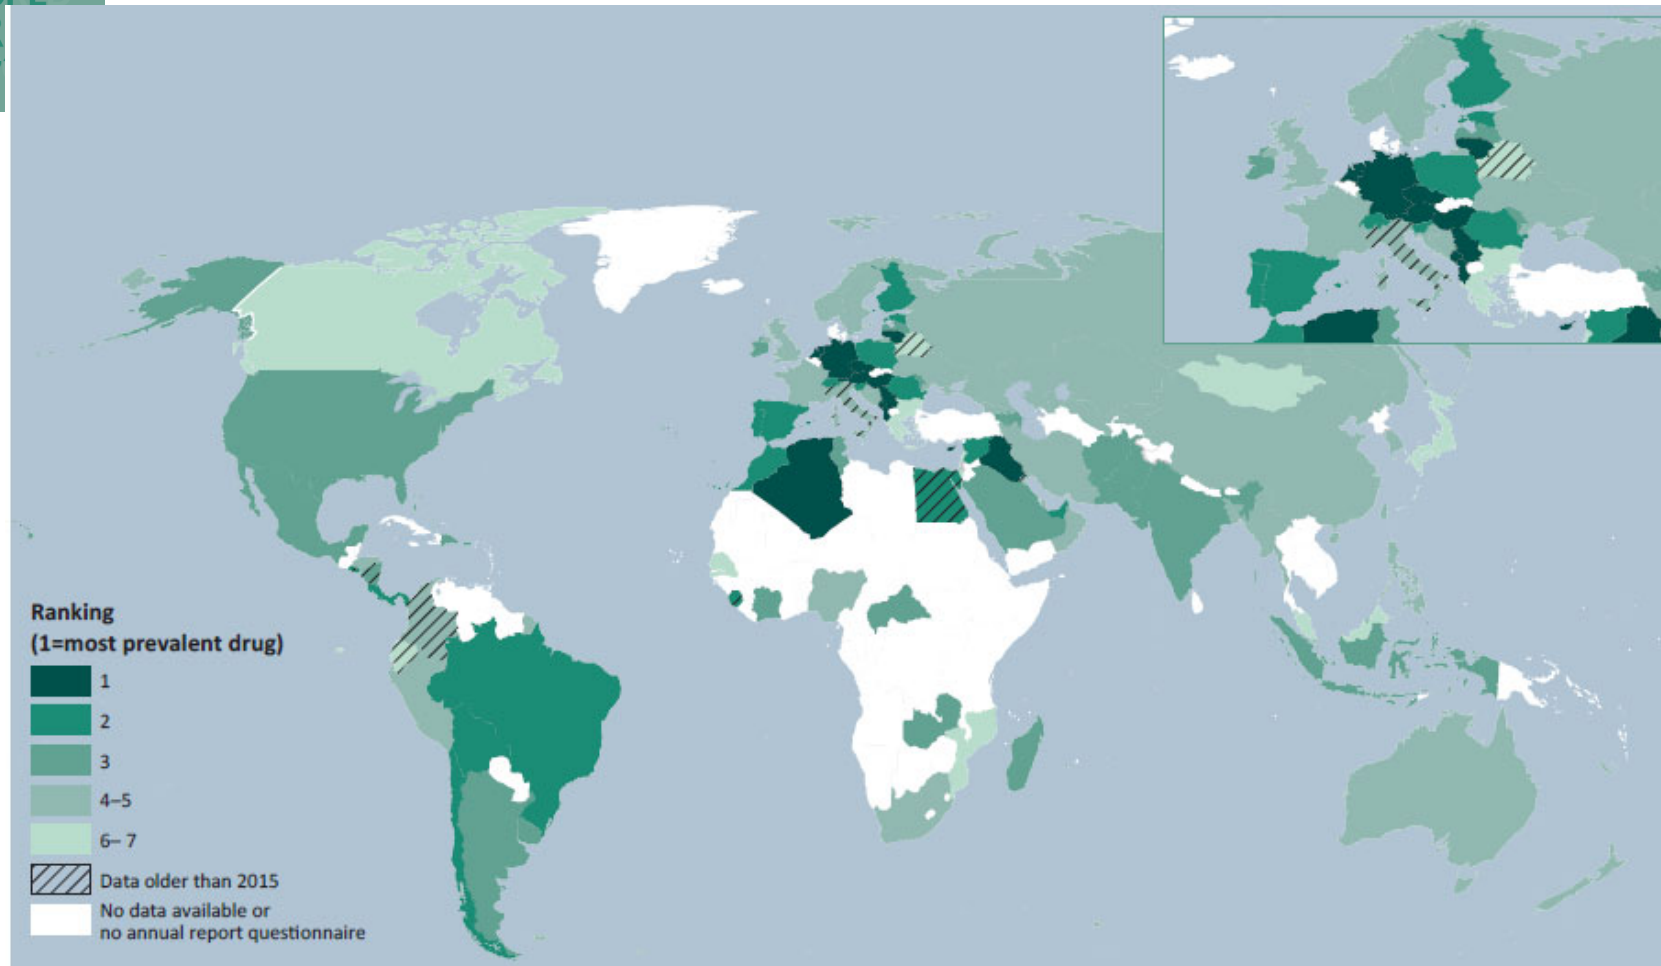 Ranking
(1=most prevalent drug)
1
2
3
4–5
6– 7
Data older than 2015
No data available or
no annual report questionnaire